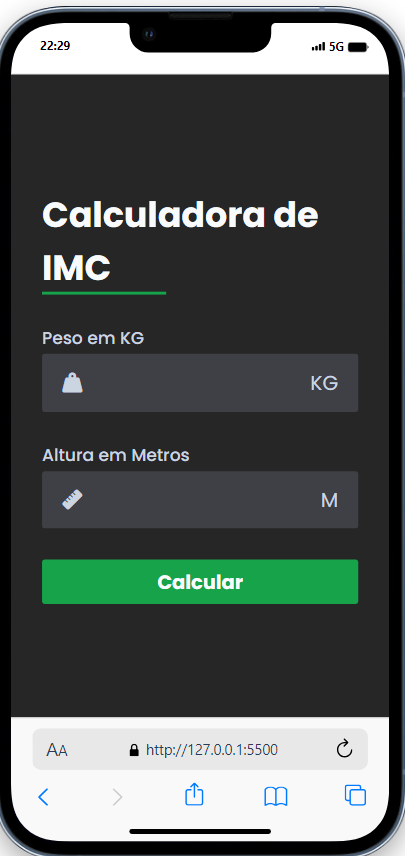 22:29
5G
Calculadora de
IMC
Peso em KG
KG
Altura em Metros
M
Calcular
AA
http://127.0.0.1:5500